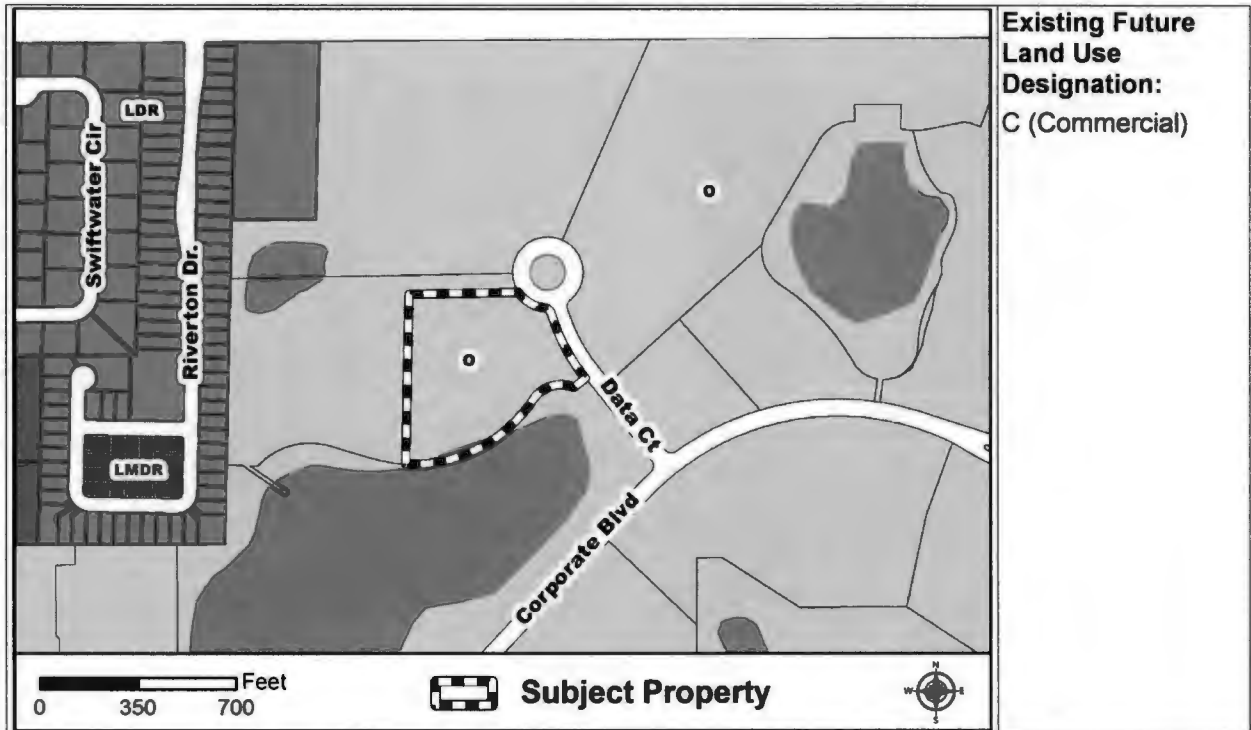 Existing Future
Land Use
Designation:
C (Commercial)
LDR
Swiftwater Cir
Riverton Dr.
LMDR
O
O
Data Ct
Corporate Blvd
Feet
0 350 700
Subject Property
N
W E
S